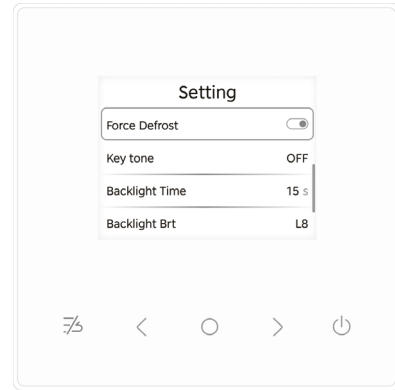 Setting
Force Defrost
Key tone OFF
Backlight Time 15 s
Backlight Brt L8